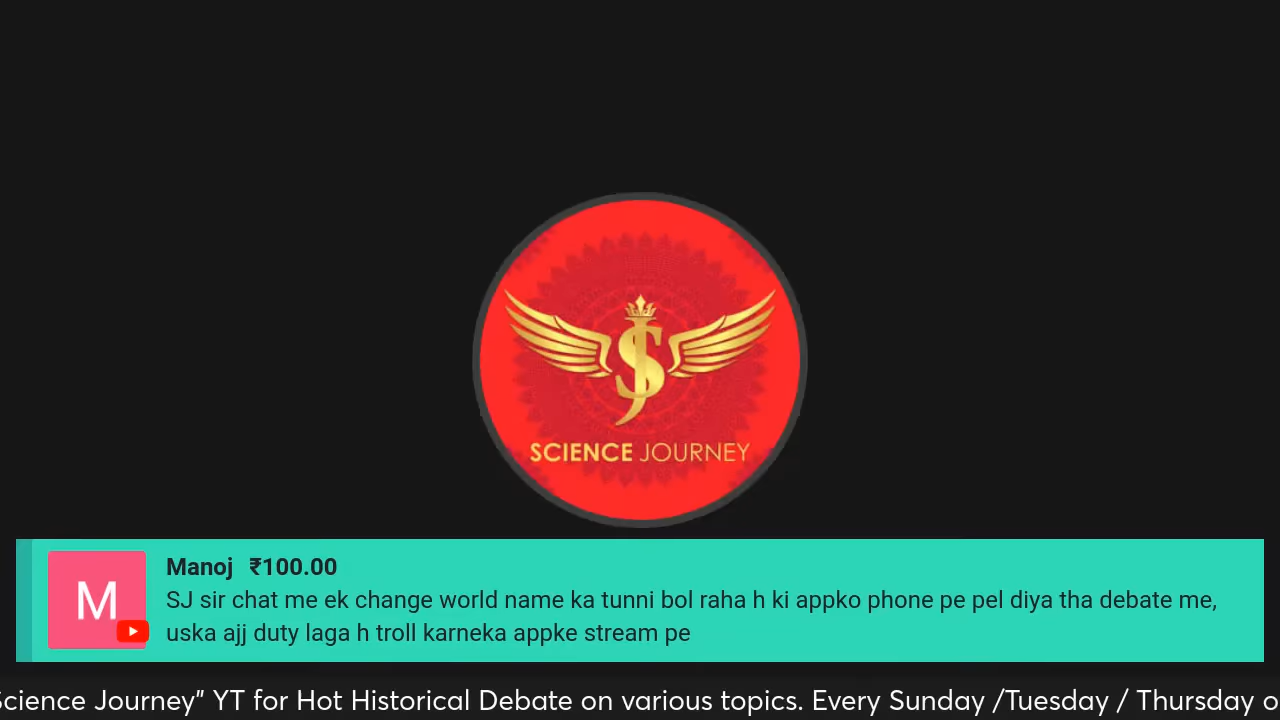 SJ
SCIENCE JOURNEY
M
Manoj ₹100.00
SJ sir chat me ek change world name ka tunni bol raha h ki appko phone pe pel diya tha debate me,
uska ajj duty laga h troll karneka appke stream pe
Science Journey" YT for Hot Historical Debate on various topics. Every Sunday /Tuesday / Thursday o